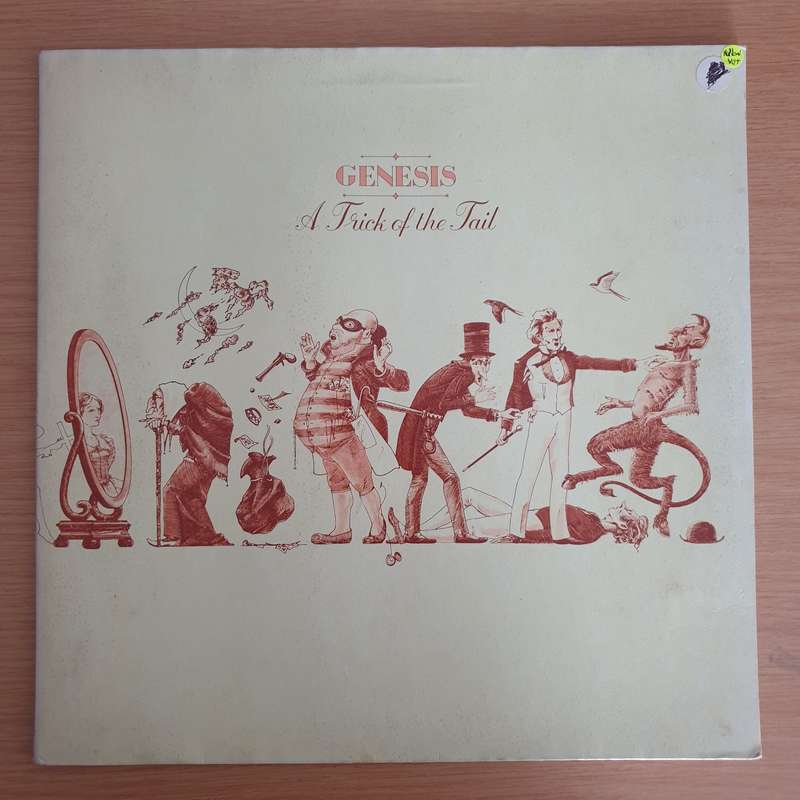 GENESIS
A Trick of the Tail